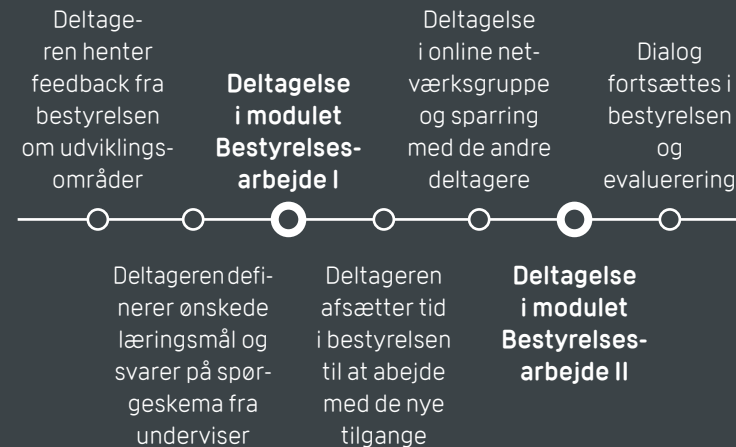 Deltage-
ren henter
feedback fra
bestyrelsen
om udviklings-
områder
Deltageren defi-
nerer ønskede
læringsmål og
svarer på spør-
geskema fra
underviser
Deltagelse
i modulet
Bestyrelses-
arbejde I
Deltageren
afsætter tid
i bestyrelsen
til at abejde
med de nye
tilgange
Deltagelse
i online net-
værksgruppe
og sparring
med de andre
deltagere
Deltagelse
i modulet
Bestyrelses-
arbejde II
Dialog
fortsættes i
bestyrelsen
og
evaluerering